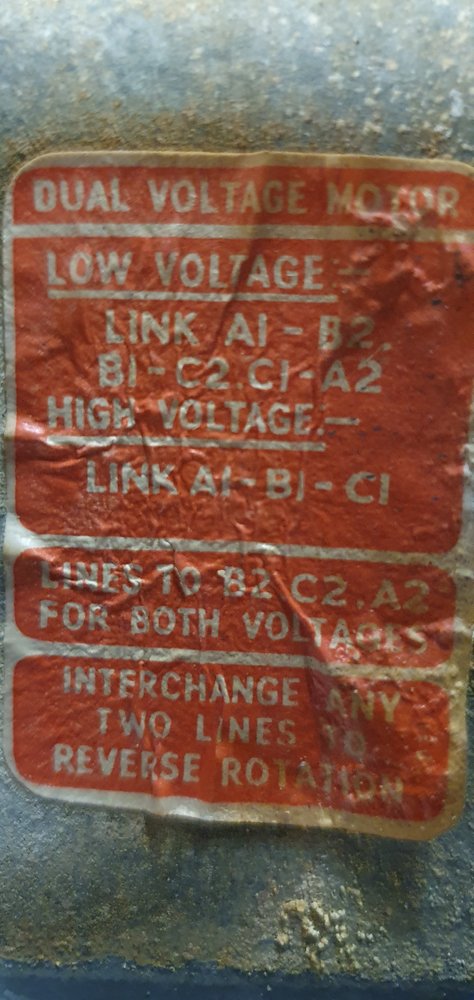 DUAL VOLTAGE MOTOR
LOW VOLTAGE:-
LINK A1 - B2.
B1 - C2. C1 - A2
HIGH VOLTAGE:-
LINK A1 - B1 - C1
LINES TO B2 C2. A2
FOR BOTH VOLTAGES
INTERCHANGE ANY
TWO LINES TO
REVERSE ROTATION